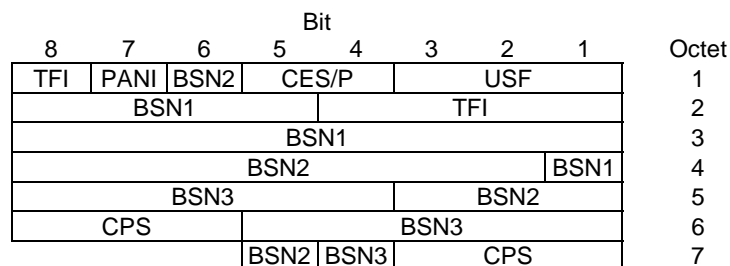 Bit
8 7 6 5 4 3 2 1 Octet
TFI PANI BSN2 CES/P USF 1
BSN1 TFI 2
BSN1 3
BSN2 BSN1 4
BSN3 BSN2 5
CPS BSN3 6
BSN2 BSN3 CPS 7